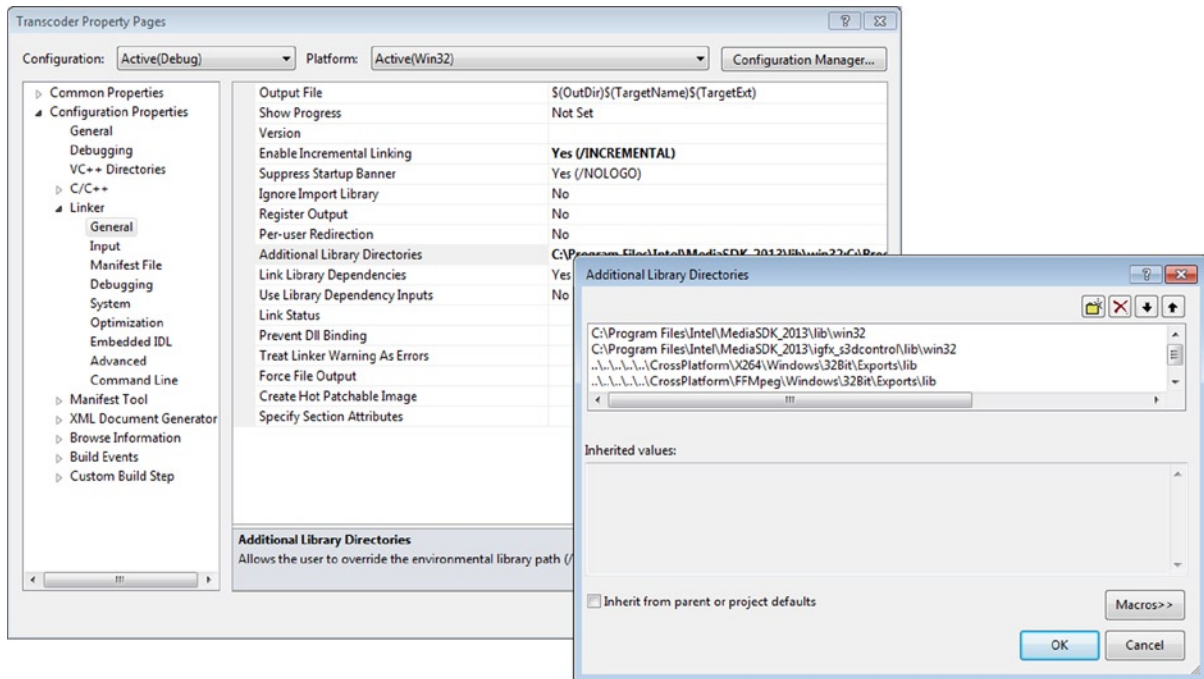 Transcoder Property Pages
Configuration: Active(Debug) Platform: Active(Win32) Configuration Manager...
Common Properties
Configuration Properties
General
Debugging
VC++ Directories
C/C++
Linker
General
Input
Manifest File
Debugging
System
Optimization
Embedded IDL
Advanced
Command Line
Manifest Tool
XML Document Generator
Browse Information
Build Events
Custom Build Step
Output File $(OutDir)$(TargetName)$(TargetExt)
Show Progress Not Set
Version
Enable Incremental Linking Yes (/INCREMENTAL)
Suppress Startup Banner Yes (/NOLOGO)
Ignore Import Library No
Register Output No
Per-user Redirection No
Additional Library Directories C:\Program Files\Intel\MediaSDK_2013\lib\win32;C:\Proc
Link Library Dependencies Yes
Use Library Dependency Inputs No
Link Status
Prevent Dll Binding
Treat Linker Warning As Errors
Force File Output
Create Hot Patchable Image
Specify Section Attributes
Additional Library Directories
Allows the user to override the environmental library path (/
Additional Library Directories
C:\Program Files\Intel\MediaSDK_2013\lib\win32
C:\Program Files\Intel\MediaSDK_2013\igfx_s3dcontrol\lib\win32
..\..\..\..\..\CrossPlatform\X264\Windows\32Bit\Exports\lib
..\..\..\..\..\CrossPlatform\FFMpeg\Windows\32Bit\Exports\lib
Inherited values:
Inherit from parent or project defaults
Macros>>
OK Cancel